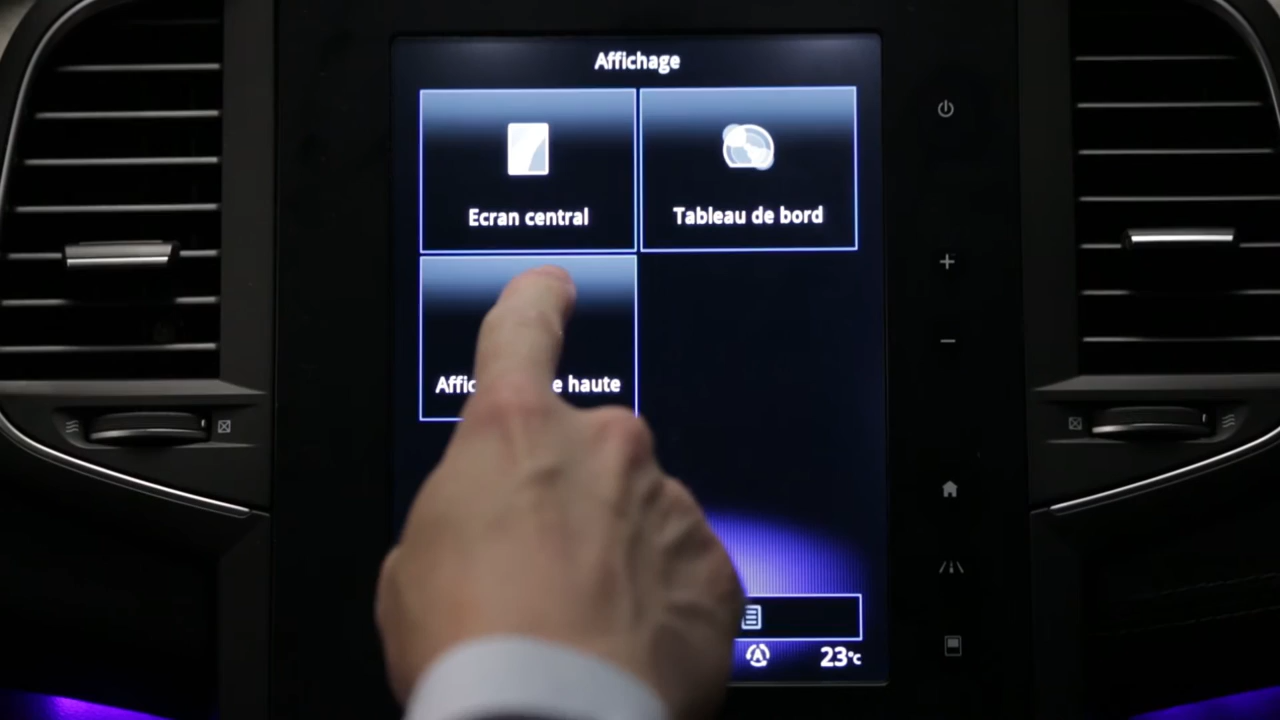 Affichage
Ecran central
Tableau de bord
haute
23°c